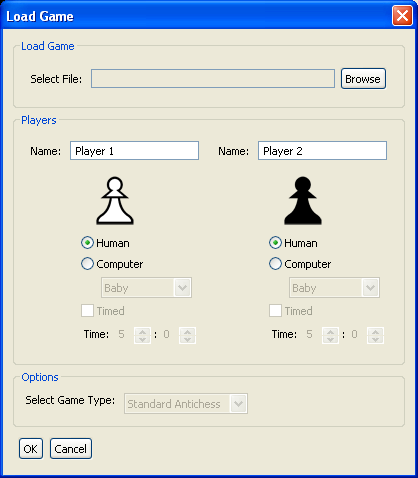 Load Game
Load Game
Select File: Browse
Players
Name: Player 1 Name: Player 2
Human Human
Computer Computer
Baby Baby
Timed Timed
Time: 5 : 0 Time: 5 : 0
Options
Select Game Type: Standard Antichess
OK Cancel